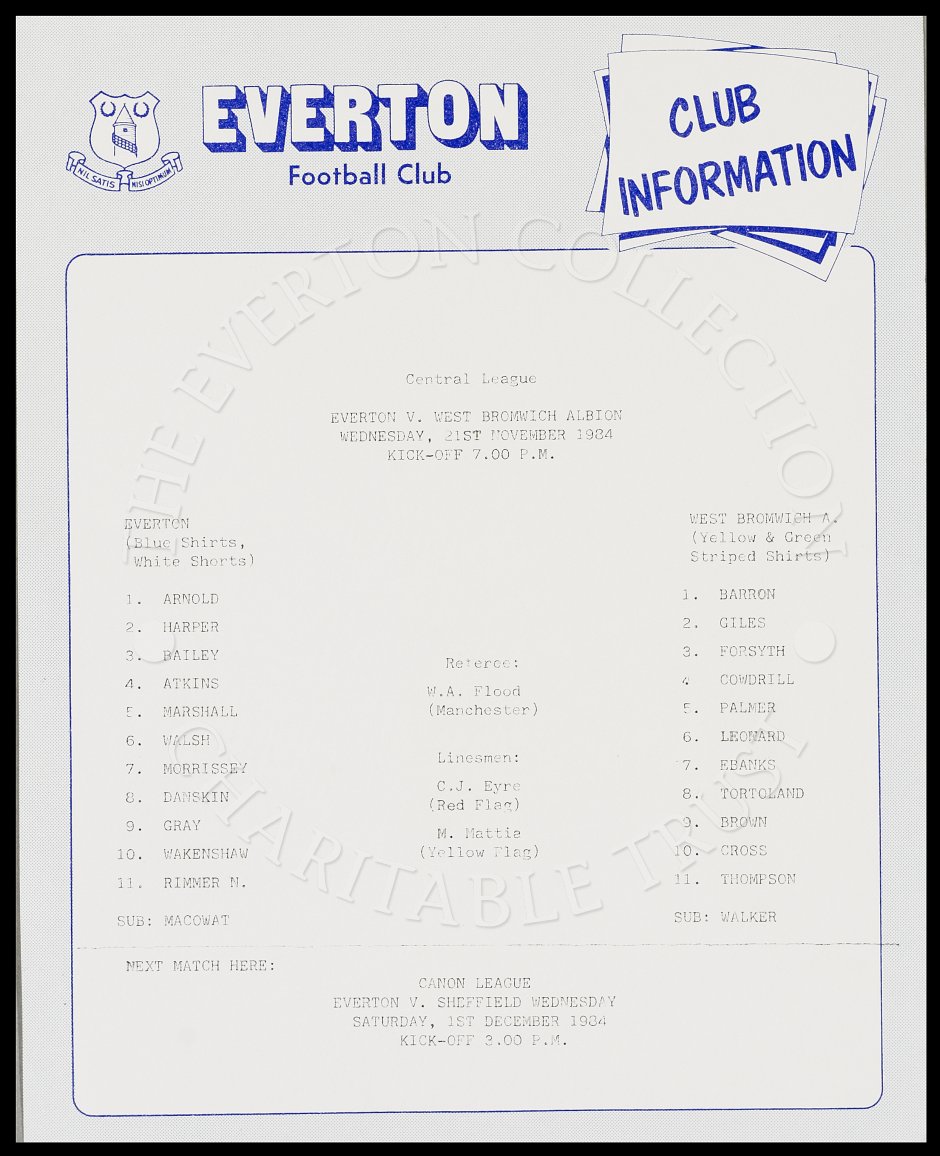 NIL SATIS NISI OPTIMUM
EVERTON
Football Club
CLUB
INFORMATION
THE EVERTON COLLECTION
CHARITABLE TRUST
Central League
EVERTON V. WEST BROMWICH ALBION
WEDNESDAY, 21ST NOVEMBER 1984
KICK-OFF 7.00 P.M.
EVERTON
(Blue Shirts,
White Shorts)
1. ARNOLD
2. HARPER
3. BAILEY
4. ATKINS
5. MARSHALL
6. WALSH
7. MORRISSEY
8. DANSKIN
9. GRAY
10. WAKENSHAW
11. RIMMER N.
SUB: MACOWAT
Referee:
W.A. Flood
(Manchester)
Linesmen:
C.J. Eyre
(Red Flag)
M. Mattia
(Yellow Flag)
WEST BROMWICH A.
(Yellow & Green
Striped Shirts)
1. BARRON
2. GILES
3. FORSYTH
4 COWDRILL
5. PALMER
6. LEONARD
7. EBANKS
8. TORTOLAND
9. BROWN
10. CROSS
11. THOMPSON
SUB: WALKER
NEXT MATCH HERE:
CANON LEAGUE
EVERTON V. SHEFFIELD WEDNESDAY
SATURDAY, 1ST DECEMBER 1984
KICK-OFF 3.00 P.M.